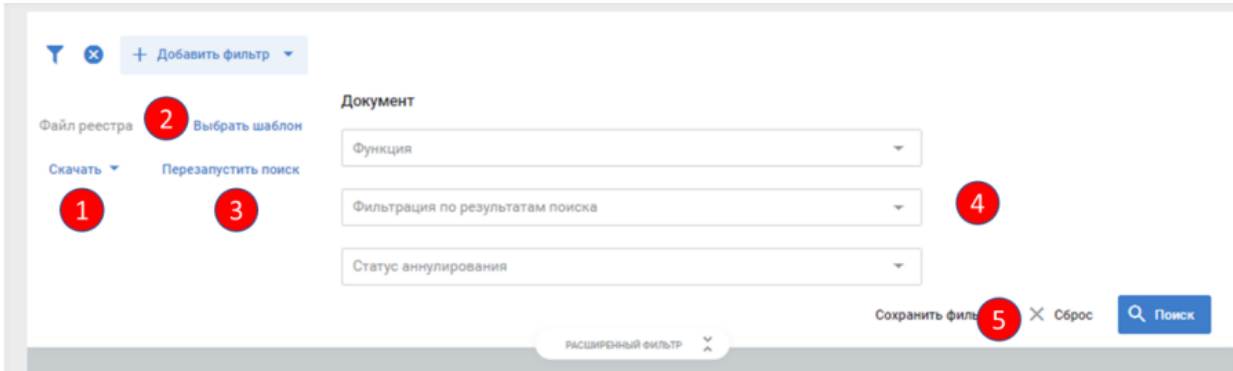 + Добавить фильтр
Документ
Файл реестра 2 Выбрать шаблон
Функция
Скачать Перезапустить поиск
1 3
Фильтрация по результатам поиска 4
Статус аннулирования
Сохранить 5 Сброс Поиск
РАСШИРЕННЫЙ ФИЛЬТР